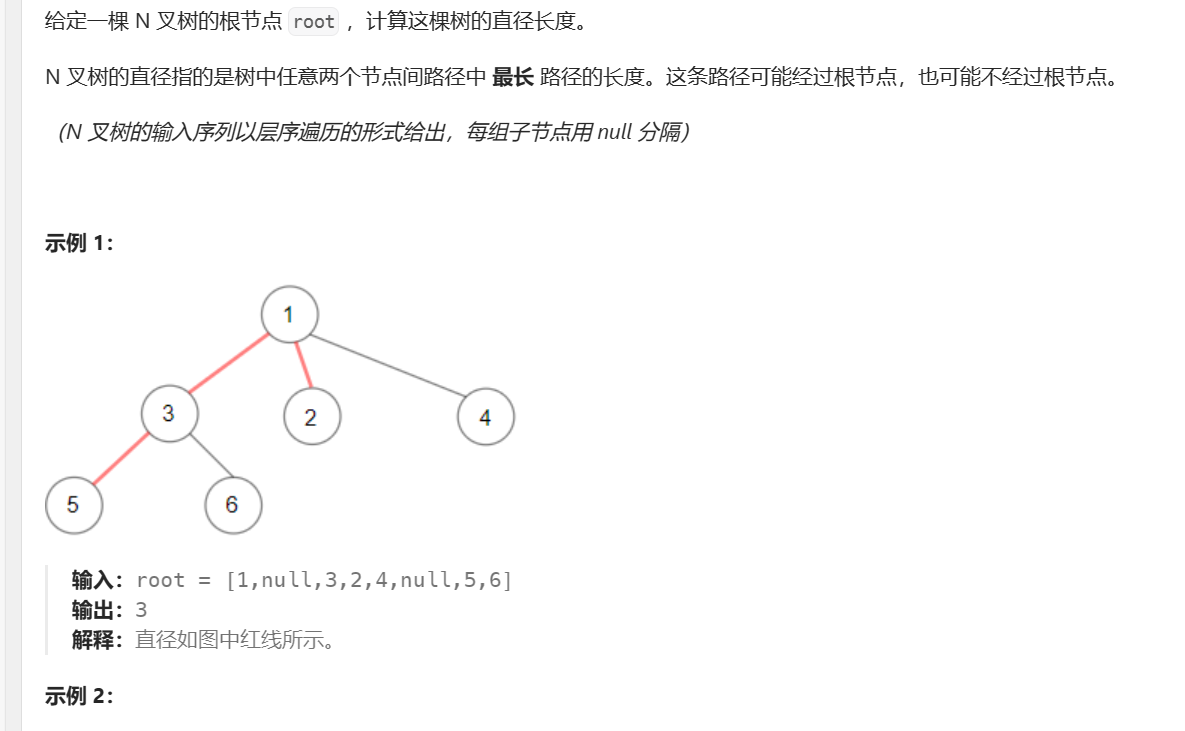 给定一棵 N 叉树的根节点 root ，计算这棵树的直径长度。
N 叉树的直径指的是树中任意两个节点间路径中 最长 路径的长度。这条路径可能经过根节点，也可能不经过根节点。
（N 叉树的输入序列以层序遍历的形式给出，每组子节点用 null 分隔）
示例 1：
1
3
2
4
5
6
输入：root = [1,null,3,2,4,null,5,6]
输出：3
解释：直径如图中红线所示。
示例 2：